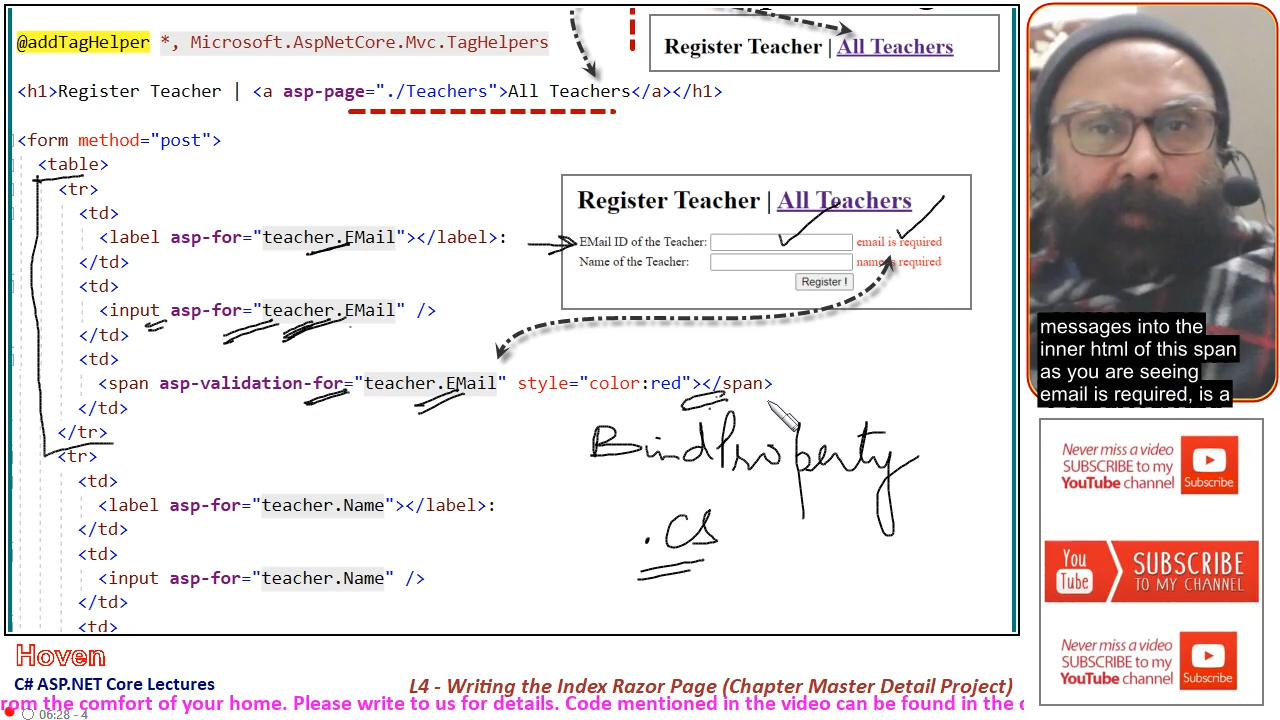 @addTagHelper *, Microsoft.AspNetCore.Mvc.TagHelpers
Register Teacher | All Teachers
<h1>Register Teacher | <a asp-page="./Teachers">All Teachers</a></h1>
<form method="post">
<table>
<tr>
<td>
<label asp-for="teacher.EMail"></label>:
</td>
<td>
<input asp-for="teacher.EMail" />
</td>
<td>
<span asp-validation-for="teacher.EMail" style="color:red"></span>
</td>
</tr>
<tr>
<td>
<label asp-for="teacher.Name"></label>:
</td>
<td>
<input asp-for="teacher.Name" />
</td>
<td>
Register Teacher | All Teachers
EMail ID of the Teacher: email is required
Name of the Teacher: name is required
Register !
BindProperty
.cs
messages into the
inner html of this span
as you are seeing
email is required, is a
Never miss a video
SUBSCRIBE to my
YouTube channel
Subscribe
You
Tube
SUBSCRIBE
TO MY CHANNEL
Never miss a video
SUBSCRIBE to my
YouTube channel
Subscribe
Hoven
C# ASP.NET Core Lectures
L4 - Writing the Index Razor Page (Chapter Master Detail Project)
rom the comfort of your home. Please write to us for details. Code mentioned in the video can be found in the
06:28 - 4